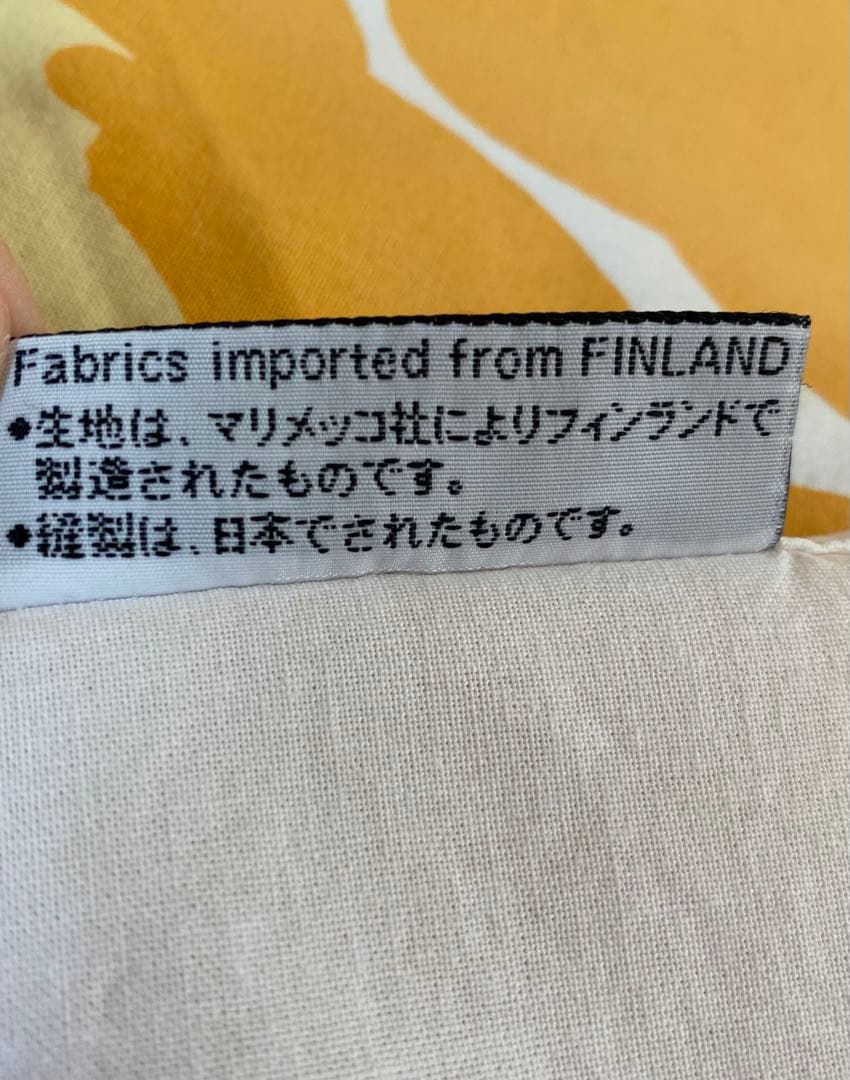 Fabrics imported from FINLAND
●生地は、マリメッコ社によりフィンランドで
製造されたものです。
●縫製は、日本でされたものです。